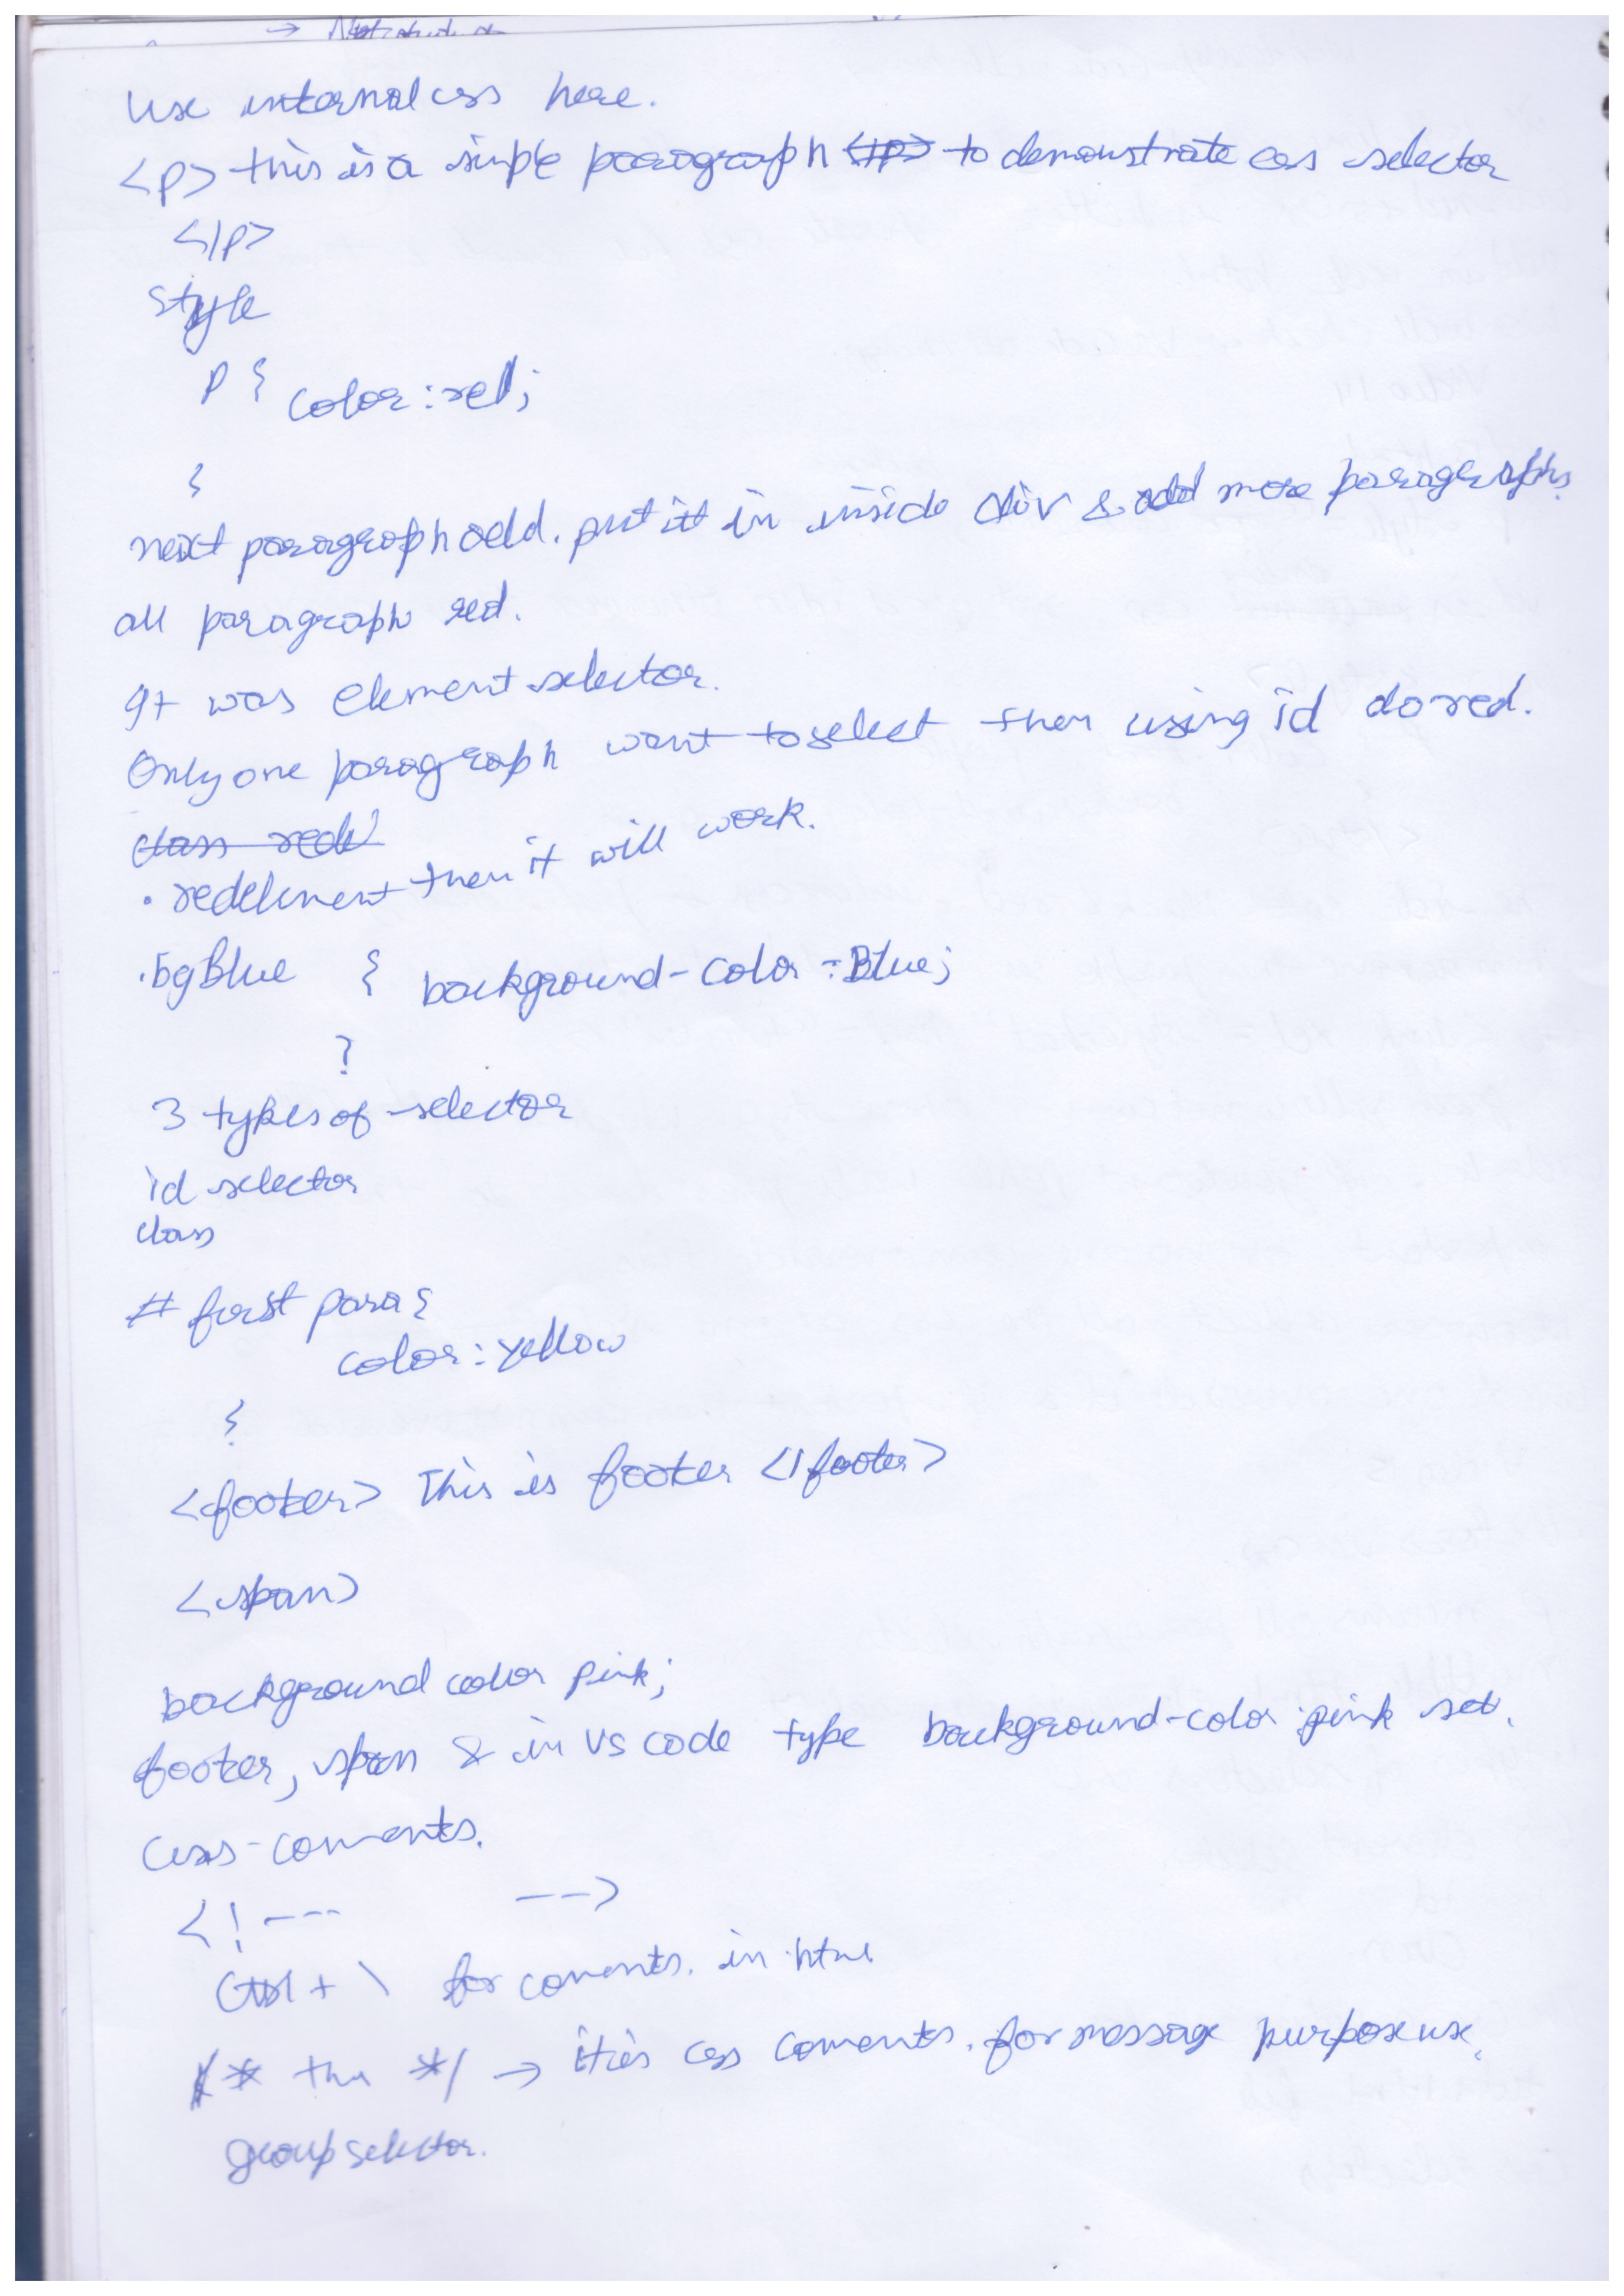 Use internal css here.
<p> this is a simple paragraph </p> to demonstrate css selector
</p>
style
p { color : red;
}
next paragraph add. put it in inside div & add more paragraphs.
all paragraph red.
It was element selector.
Only one paragraph want to select then using id do red.
class red
. redelement then it will work.
.bgBlue { background-color : Blue;
}
3 types of selector
id selector
class
# first para {
color : yellow
}
<footer> This is footer </footer>
<span>
background color pink;
footer, span & in VS code type background-color : pink set.
Css-coments.
<!--- -->
Ctrl + \ for coments. in html
/* the */ → it is css coments. for message purpose use.
group selector.